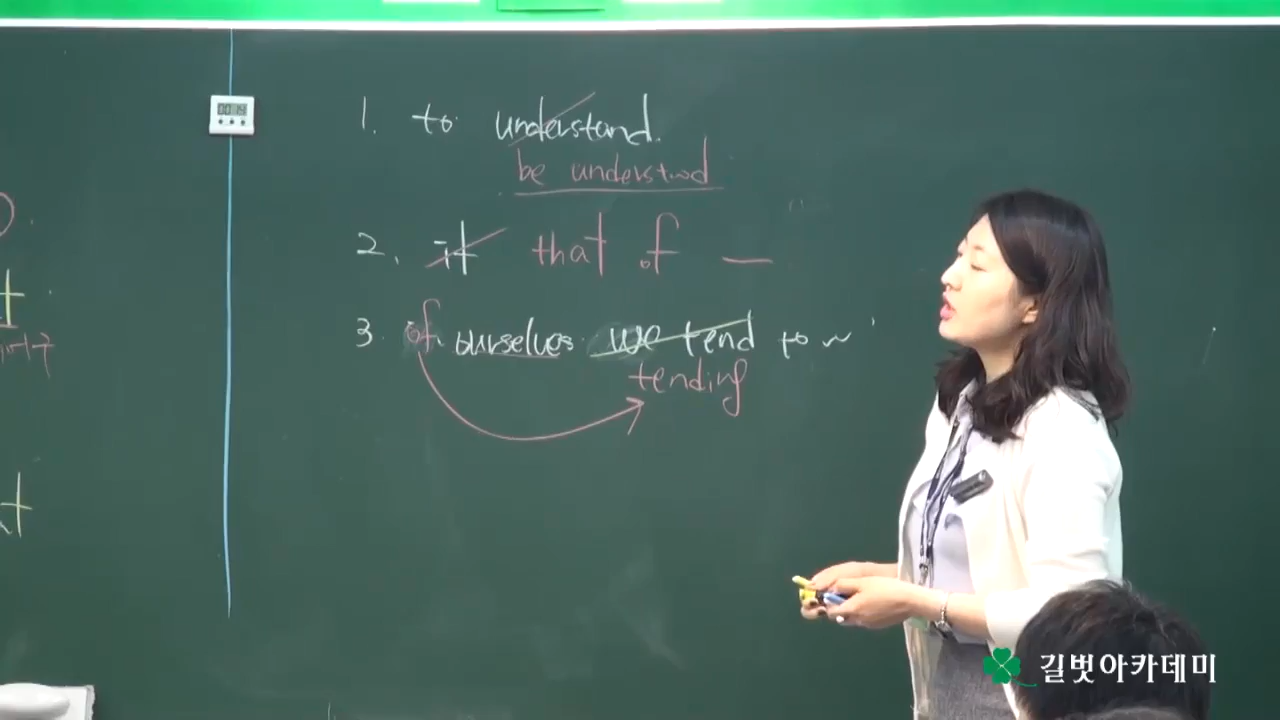 1. to understand.
be understood
2. it that of —
3. of ourselves we tend to ~
tending
길벗아카데미